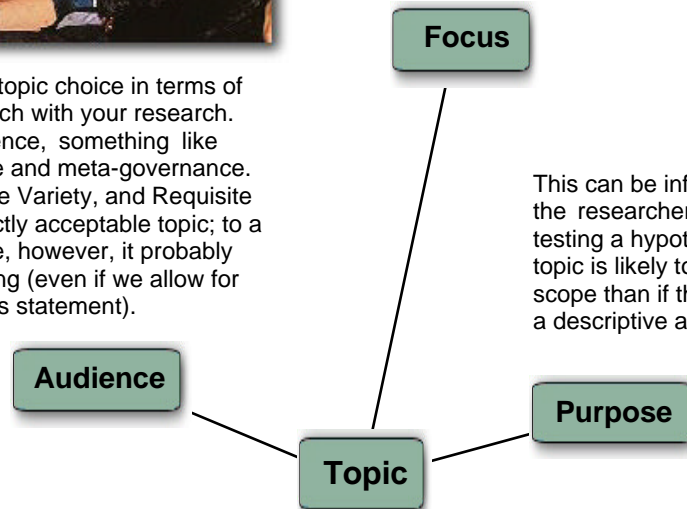 Focus
topic choice in terms of
ch with your research.
ence, something like
e and meta-governance.
e Variety, and Requisite
ctly acceptable topic; to a
e, however, it probably
ng (even if we allow for
s statement).
This can be inf
the researcher
testing a hypot
topic is likely to
scope than if th
a descriptive a
Audience
Purpose
Topic